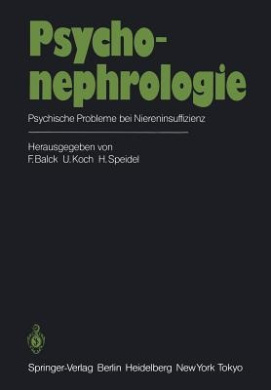 Psycho-
nephrologie
Psychische Probleme bei Niereninsuffizienz
Herausgegeben von
F. Balck U. Koch H. Speidel
Springer-Verlag Berlin Heidelberg New York Tokyo